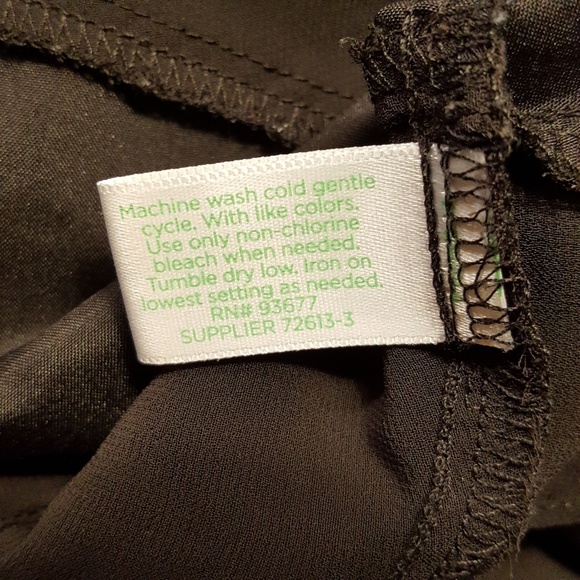 Machine wash cold gentle
cycle. With like colors.
Use only non-chlorine
bleach when needed.
Tumble dry low. Iron on
lowest setting as needed.
RN# 93677
SUPPLIER 72613-3